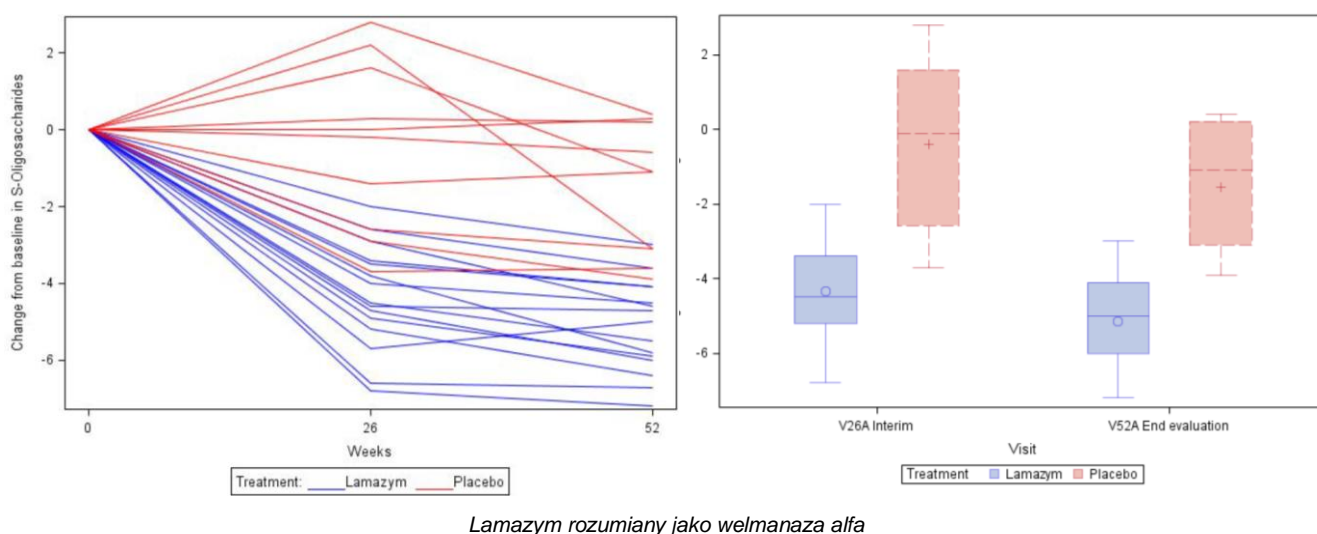 Change from baseline in S-Oligosaccharides
2
0
-2
-4
-6
0
26
52
Weeks
Treatment: Lamazym Placebo
2
0
-2
-4
-6
V26A Interim
V52A End evaluation
Visit
Treatment Lamazym Placebo
Lamazym rozumiany jako welmanaza alfa